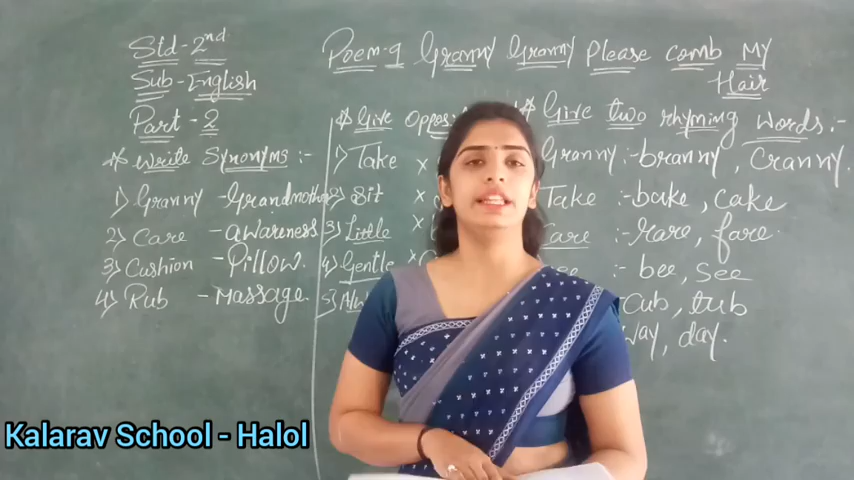 Std-2nd
Sub-English
Part-2
* Write Synonyms :-
1) Granny - Grandmother
2) Care - awareness
3) Cushion - Pillow.
4) Rub - Massage.
Poem-9 Granny Granny Please comb MY
Hair
* Give
1) Take ×
2) Sit ×
3) Little ×
4) Gentle ×
5)
* Give two rhyming words:-
Granny :- branny, Cranny.
Take :- bake, cake
Care :- rare, fare.
:- bee, See
Cub, tub
way, day.
Kalarav School - Halol